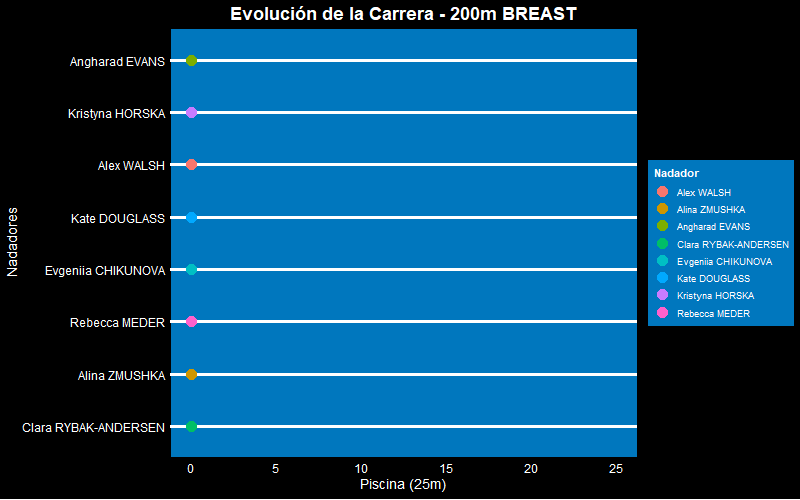 Evolución de la Carrera - 200m BREAST
Nadadores
Angharad EVANS
Kristyna HORSKA
Alex WALSH
Kate DOUGLASS
Evgeniia CHIKUNOVA
Rebecca MEDER
Alina ZMUSHKA
Clara RYBAK-ANDERSEN
0 5 10 15 20 25
Piscina (25m)
Nadador
Alex WALSH
Alina ZMUSHKA
Angharad EVANS
Clara RYBAK-ANDERSEN
Evgeniia CHIKUNOVA
Kate DOUGLASS
Kristyna HORSKA
Rebecca MEDER